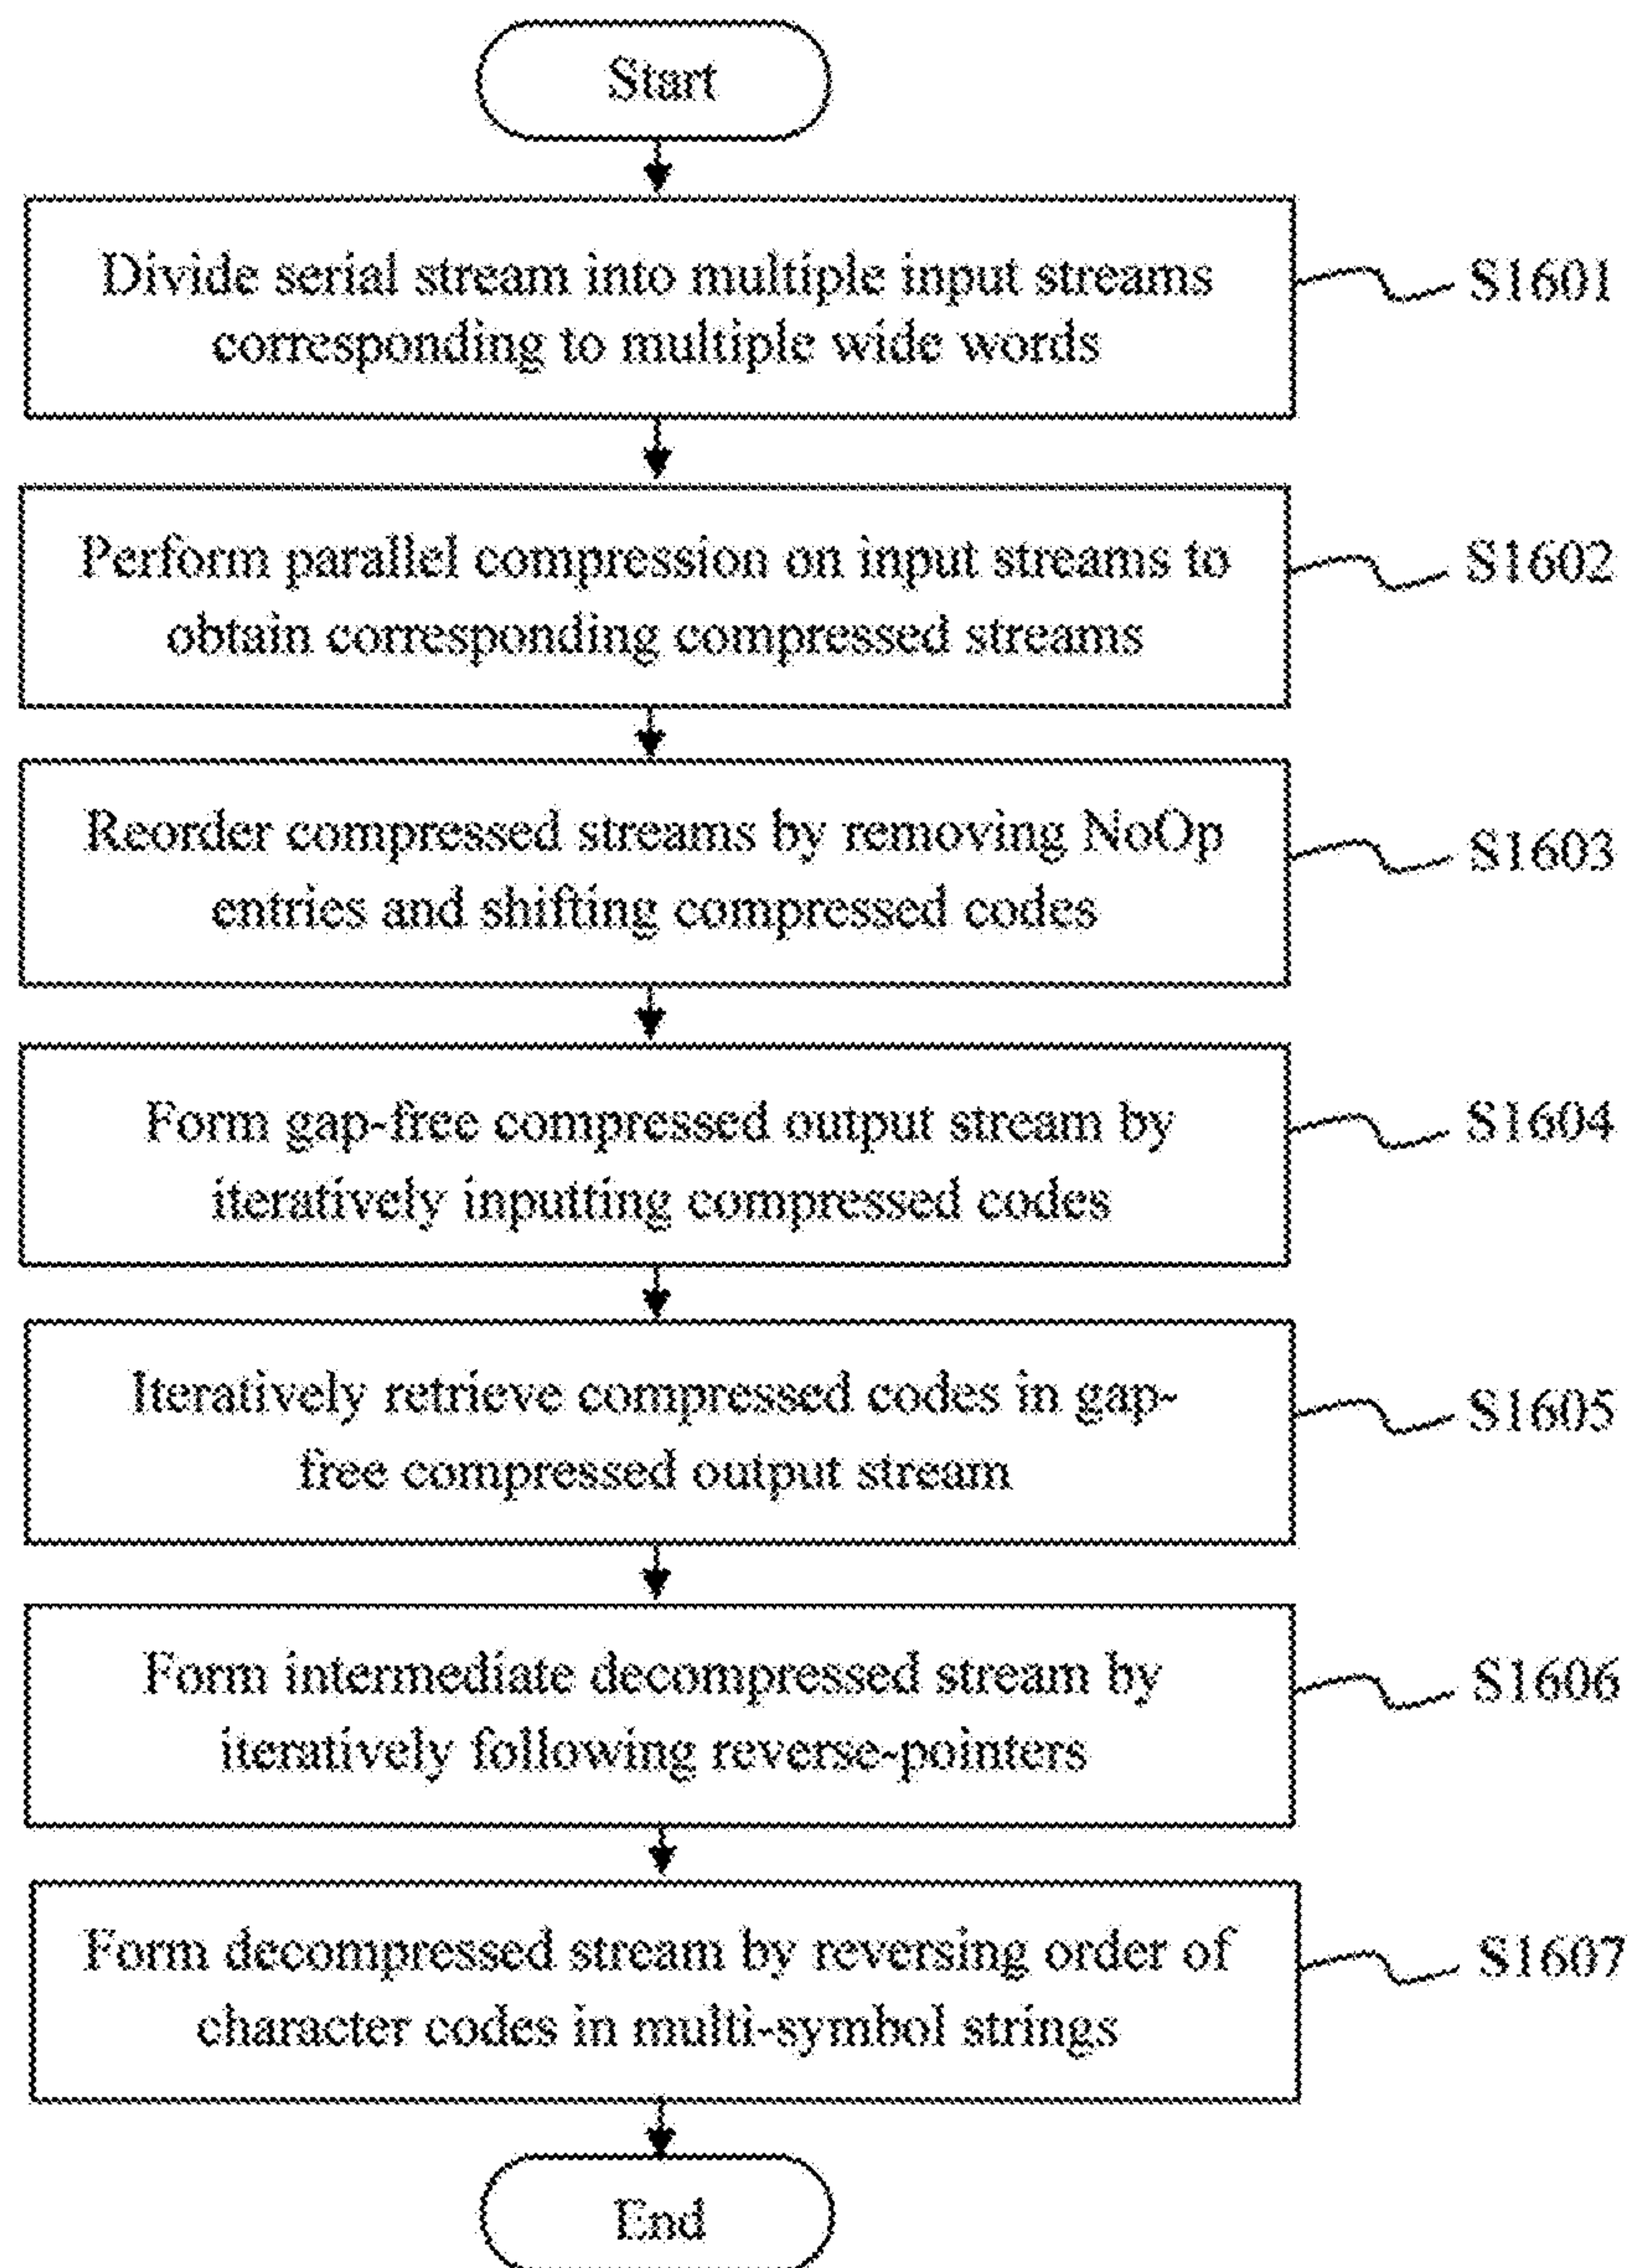 Start
Divide serial stream into multiple input streams
corresponding to multiple wide words
S1601
Perform parallel compression on input streams to
obtain corresponding compressed streams
S1602
Reorder compressed streams by removing NoOp
entries and shifting compressed codes
S1603
Form gap-free compressed output stream by
iteratively inputting compressed codes
S1604
Iteratively retrieve compressed codes in gap-
free compressed output stream
S1605
Form intermediate decompressed stream by
iteratively following reverse-pointers
S1606
Form decompressed stream by reversing order of
character codes in multi-symbol strings
S1607
End